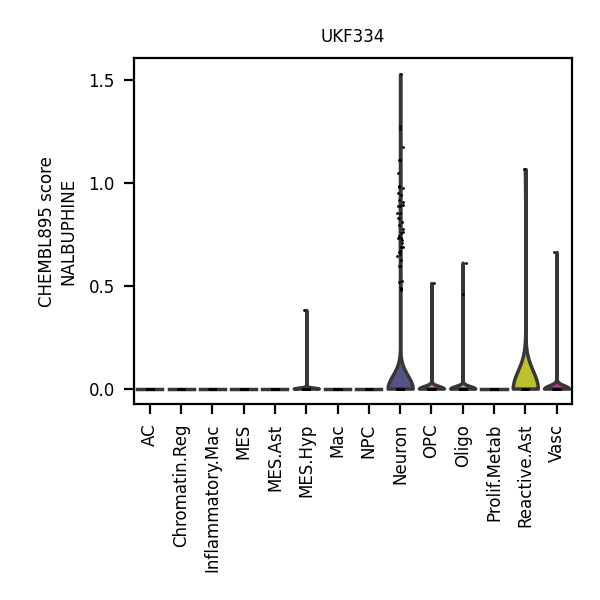 UKF334
CHEMBL895 score
NALBUPHINE
1.5
1.0
0.5
0.0
AC
Chromatin.Reg
Inflammatory.Mac
MES
MES.Ast
MES.Hyp
Mac
NPC
Neuron
OPC
Oligo
Prolif.Metab
Reactive.Ast
Vasc